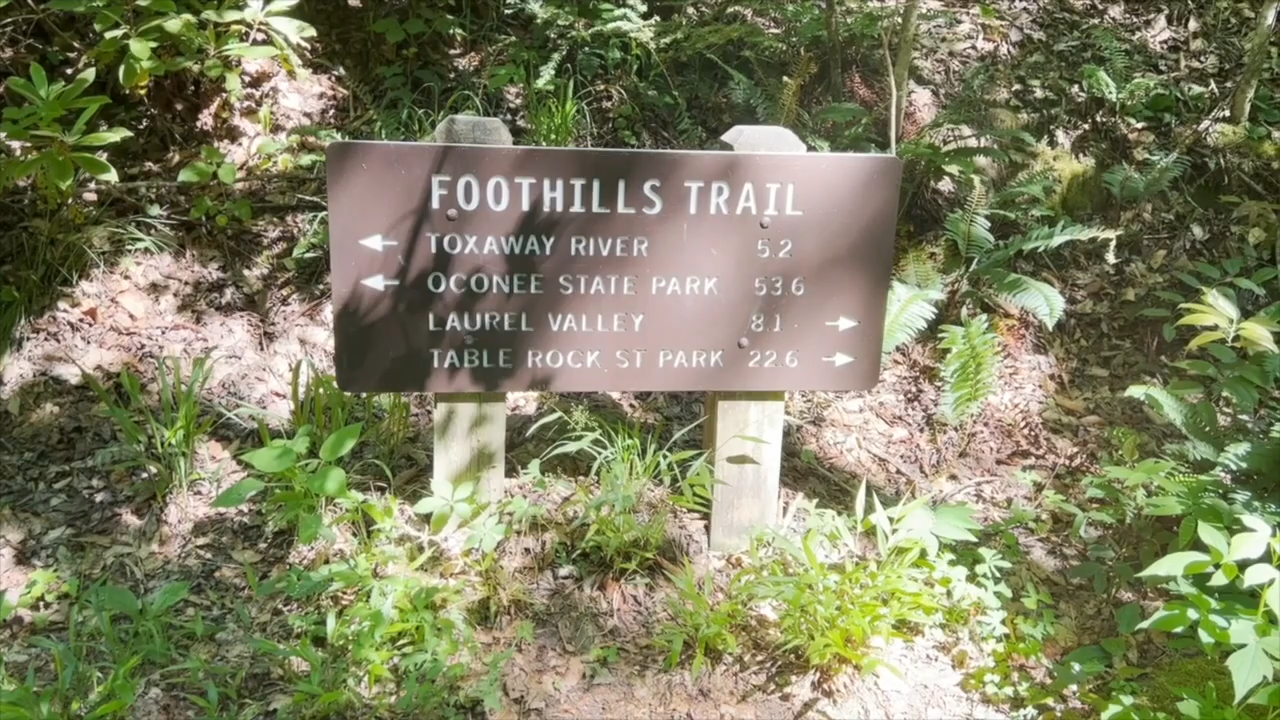 FOOTHILLS TRAIL
TOXAWAY RIVER 5.2
OCONEE STATE PARK 53.6
LAUREL VALLEY 8.1
TABLE ROCK ST PARK 22.6